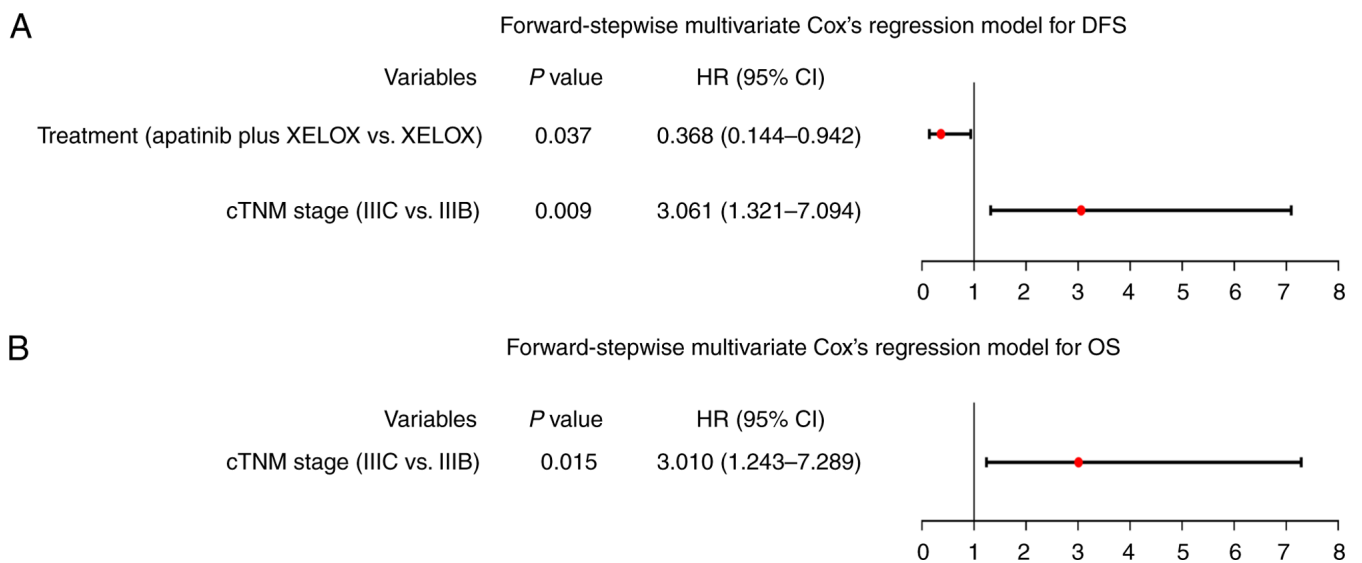 A
Forward-stepwise multivariate Cox's regression model for DFS
Variables P value HR (95% CI)
Treatment (apatinib plus XELOX vs. XELOX) 0.037 0.368 (0.144–0.942)
cTNM stage (IIIC vs. IIIB) 0.009 3.061 (1.321–7.094)
0 1 2 3 4 5 6 7 8
B
Forward-stepwise multivariate Cox's regression model for OS
Variables P value HR (95% CI)
cTNM stage (IIIC vs. IIIB) 0.015 3.010 (1.243–7.289)
0 1 2 3 4 5 6 7 8